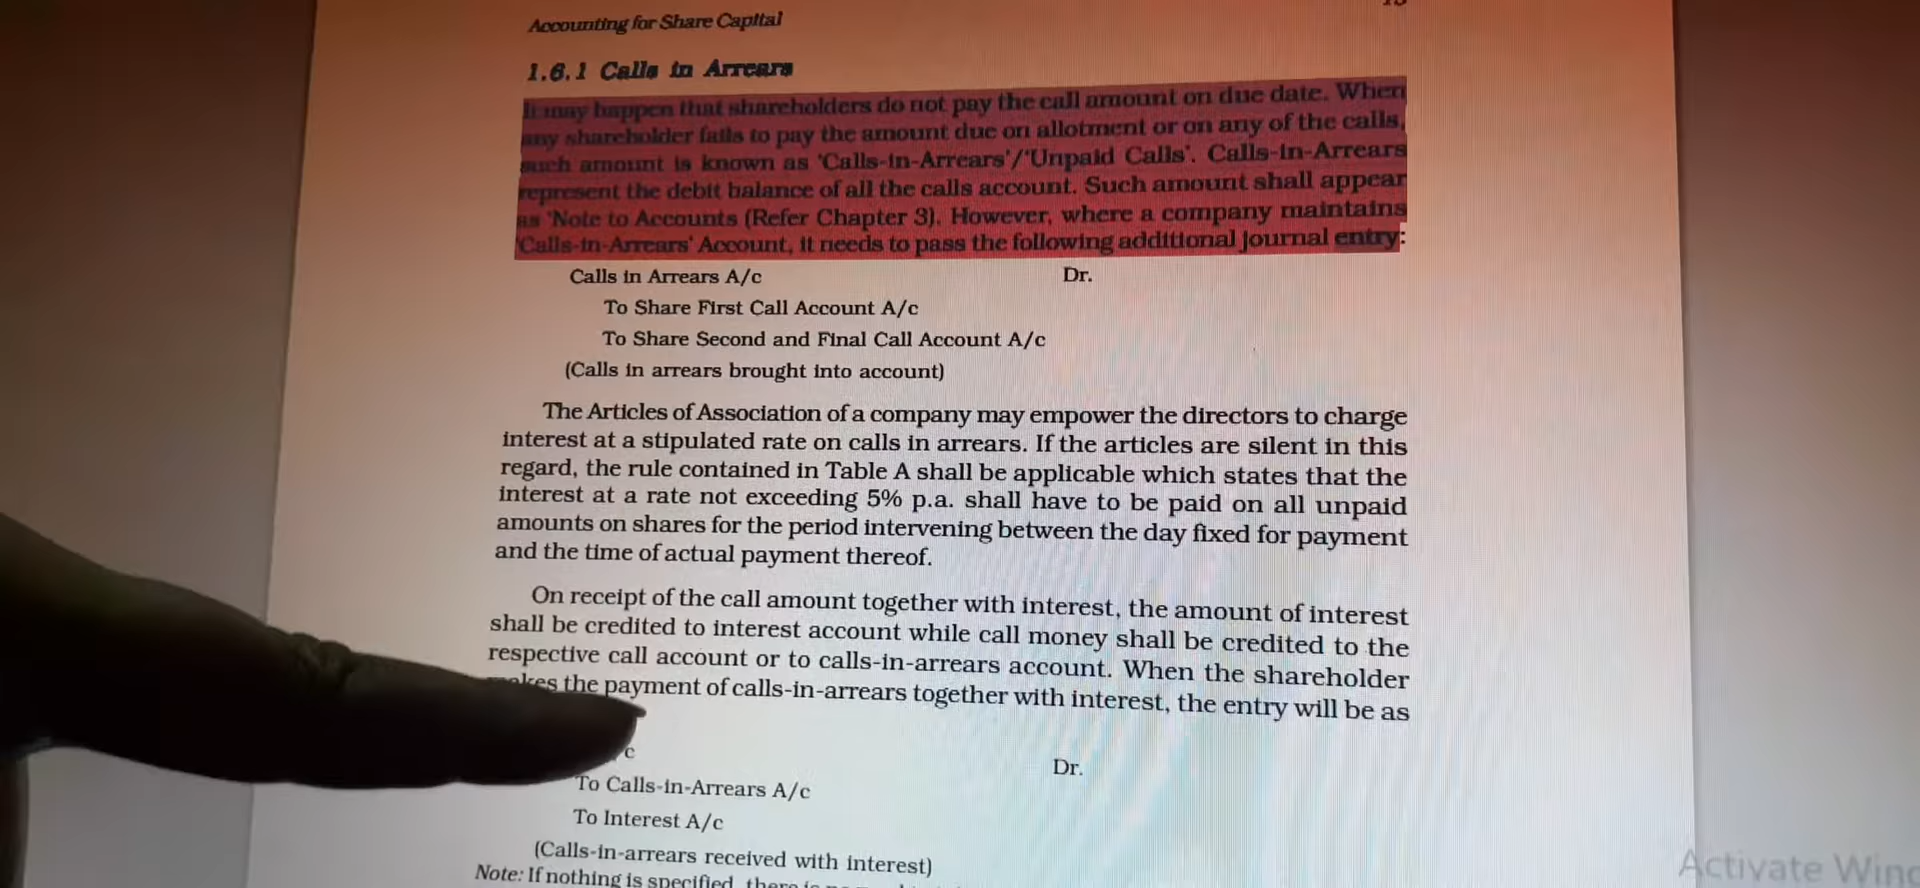 Accounting for Share Capital
1.6.1 Calls in Arrears
It may happen that shareholders do not pay the call amount on due date. When
any shareholder fails to pay the amount due on allotment or on any of the calls,
such amount is known as 'Calls-in-Arrears'/'Unpaid Calls'. Calls-in-Arrears
represent the debit balance of all the calls account. Such amount shall appear
as 'Note to Accounts (Refer Chapter 3). However, where a company maintains
'Calls-in-Arrears' Account, it needs to pass the following additional journal entry:
Calls in Arrears A/c Dr.
To Share First Call Account A/c
To Share Second and Final Call Account A/c
(Calls in arrears brought into account)
The Articles of Association of a company may empower the directors to charge
interest at a stipulated rate on calls in arrears. If the articles are silent in this
regard, the rule contained in Table A shall be applicable which states that the
interest at a rate not exceeding 5% p.a. shall have to be paid on all unpaid
amounts on shares for the period intervening between the day fixed for payment
and the time of actual payment thereof.
On receipt of the call amount together with interest, the amount of interest
shall be credited to interest account while call money shall be credited to the
respective call account or to calls-in-arrears account. When the shareholder
the payment of calls-in-arrears together with interest, the entry will be as
Dr.
To Calls-in-Arrears A/c
To Interest A/c
(Calls-in-arrears received with interest)
Note: If nothing is specified, there is
Activate